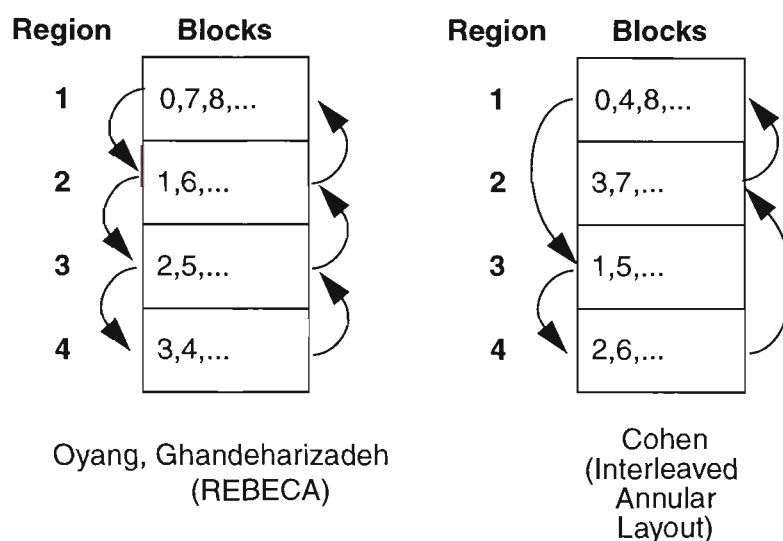 Region Blocks
1 0,7,8,...
2 1,6,...
3 2,5,...
4 3,4,...
Oyang, Ghandeharizadeh
(REBECA)
Region Blocks
1 0,4,8,...
2 3,7,...
3 1,5,...
4 2,6,...
Cohen
(Interleaved
Annular
Layout)